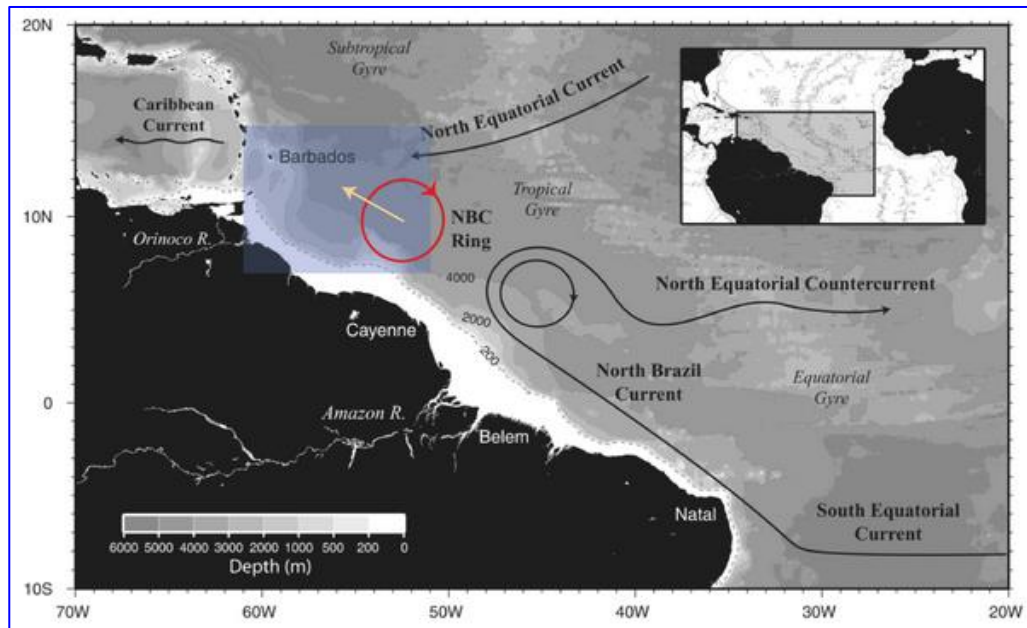 20N
10N
0
10S
70W
60W
50W
40W
30W
20W
Subtropical
Gyre
North Equatorial Current
Caribbean
Current
Barbados
Tropical
Gyre
NBC
Ring
Orinoco R.
4000
2000
200
North Equatorial Countercurrent
Cayenne
North Brazil
Current
Equatorial
Gyre
Amazon R.
Belem
Natal
South Equatorial
Current
6000 5000 4000 3000 2000 1000 500 200 0
Depth (m)